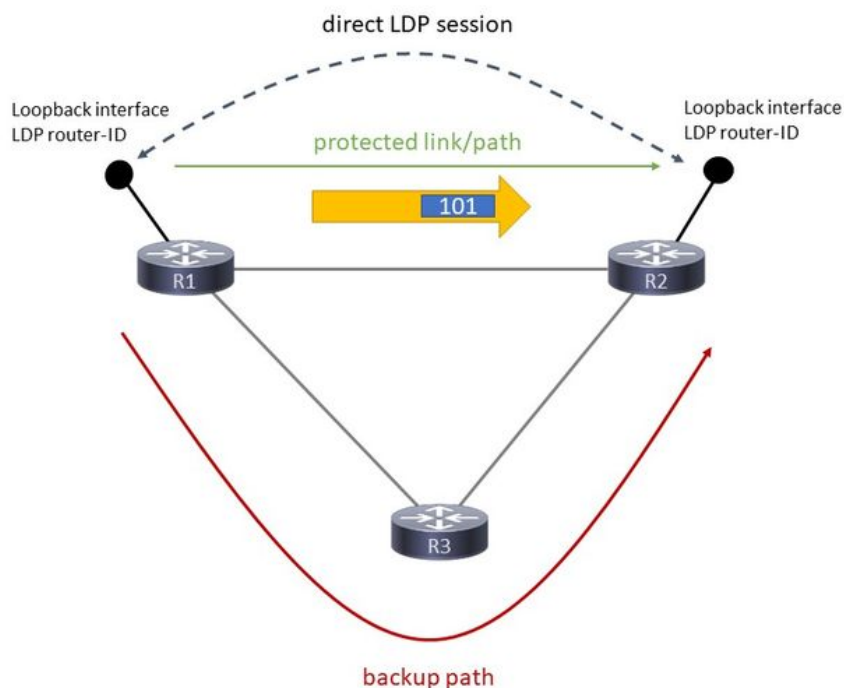 direct LDP session
Loopback interface
LDP router-ID
Loopback interface
LDP router-ID
protected link/path
101
R1
R2
R3
backup path